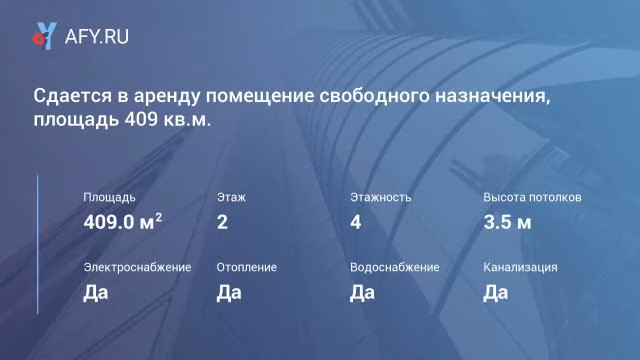 AFY.RU
Сдается в аренду помещение свободного назначения,
площадь 409 кв.м.
Площадь Этаж Этажность Высота потолков
409.0 м² 2 4 3.5 м
Электроснабжение Отопление Водоснабжение Канализация
Да Да Да Да